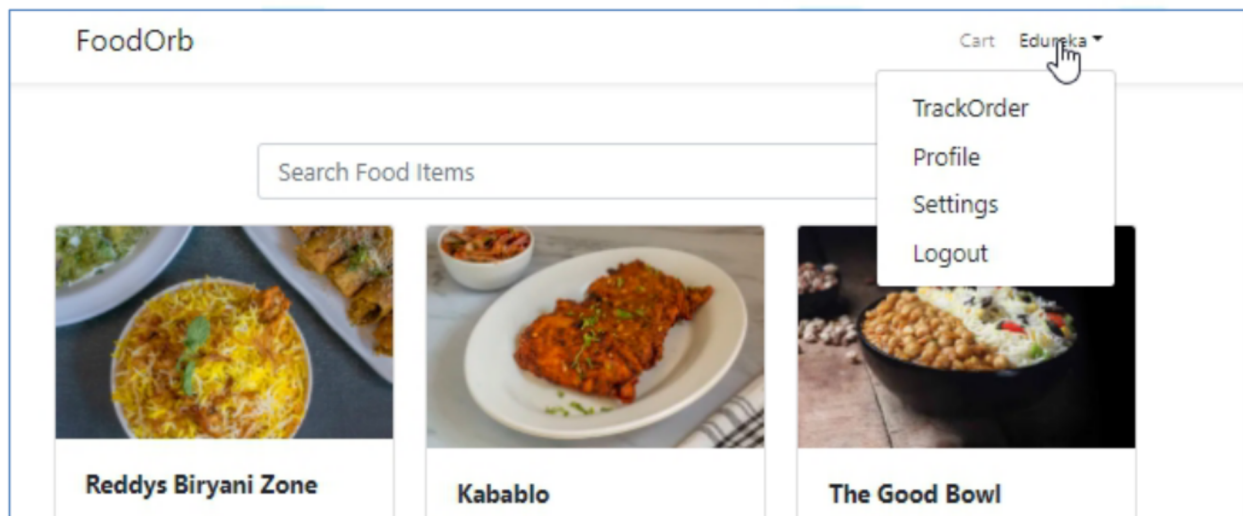 FoodOrb
Cart Edureka
TrackOrder
Profile
Settings
Logout
Search Food Items
Reddys Biryani Zone
Kabablo
The Good Bowl